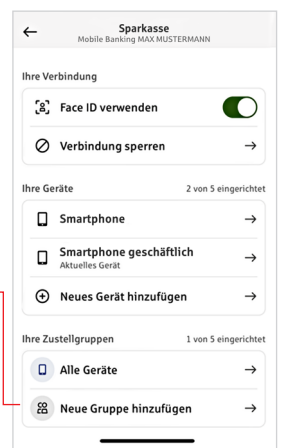 Sparkasse
Mobile Banking MAX MUSTERMANN
Ihre Verbindung
Face ID verwenden
Verbindung sperren
Ihre Geräte 2 von 5 eingerichtet
Smartphone
Smartphone geschäftlich
Aktuelles Gerät
Neues Gerät hinzufügen
Ihre Zustellgruppen 1 von 5 eingerichtet
Alle Geräte
Neue Gruppe hinzufügen